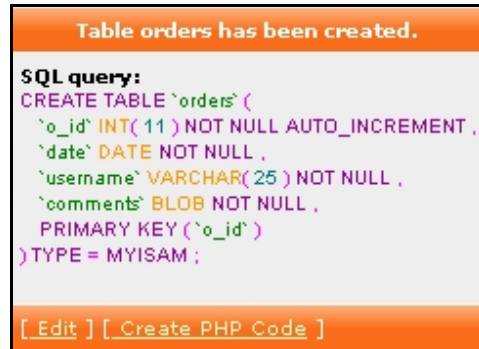 Table orders has been created.
SQL query:
CREATE TABLE `orders` (
`o_id` INT( 11 ) NOT NULL AUTO_INCREMENT ,
`date` DATE NOT NULL ,
`username` VARCHAR( 25 ) NOT NULL ,
`comments` BLOB NOT NULL ,
PRIMARY KEY ( `o_id` )
) TYPE = MYISAM ;
[ Edit ] [ Create PHP Code ]